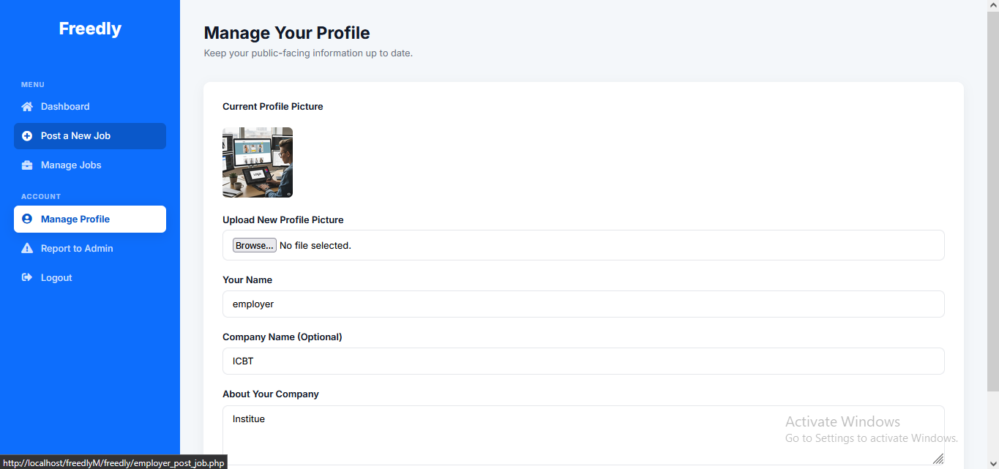 Freedly
MENU
Dashboard
Post a New Job
Manage Jobs
ACCOUNT
Manage Profile
Report to Admin
Logout
Manage Your Profile
Keep your public-facing information up to date.
Current Profile Picture
Upload New Profile Picture
Browse... No file selected.
Your Name
employer
Company Name (Optional)
ICBT
About Your Company
Institue
Activate Windows
Go to Settings to activate Windows.
http://localhost/freedlyM/freedly/employer_post_job.php